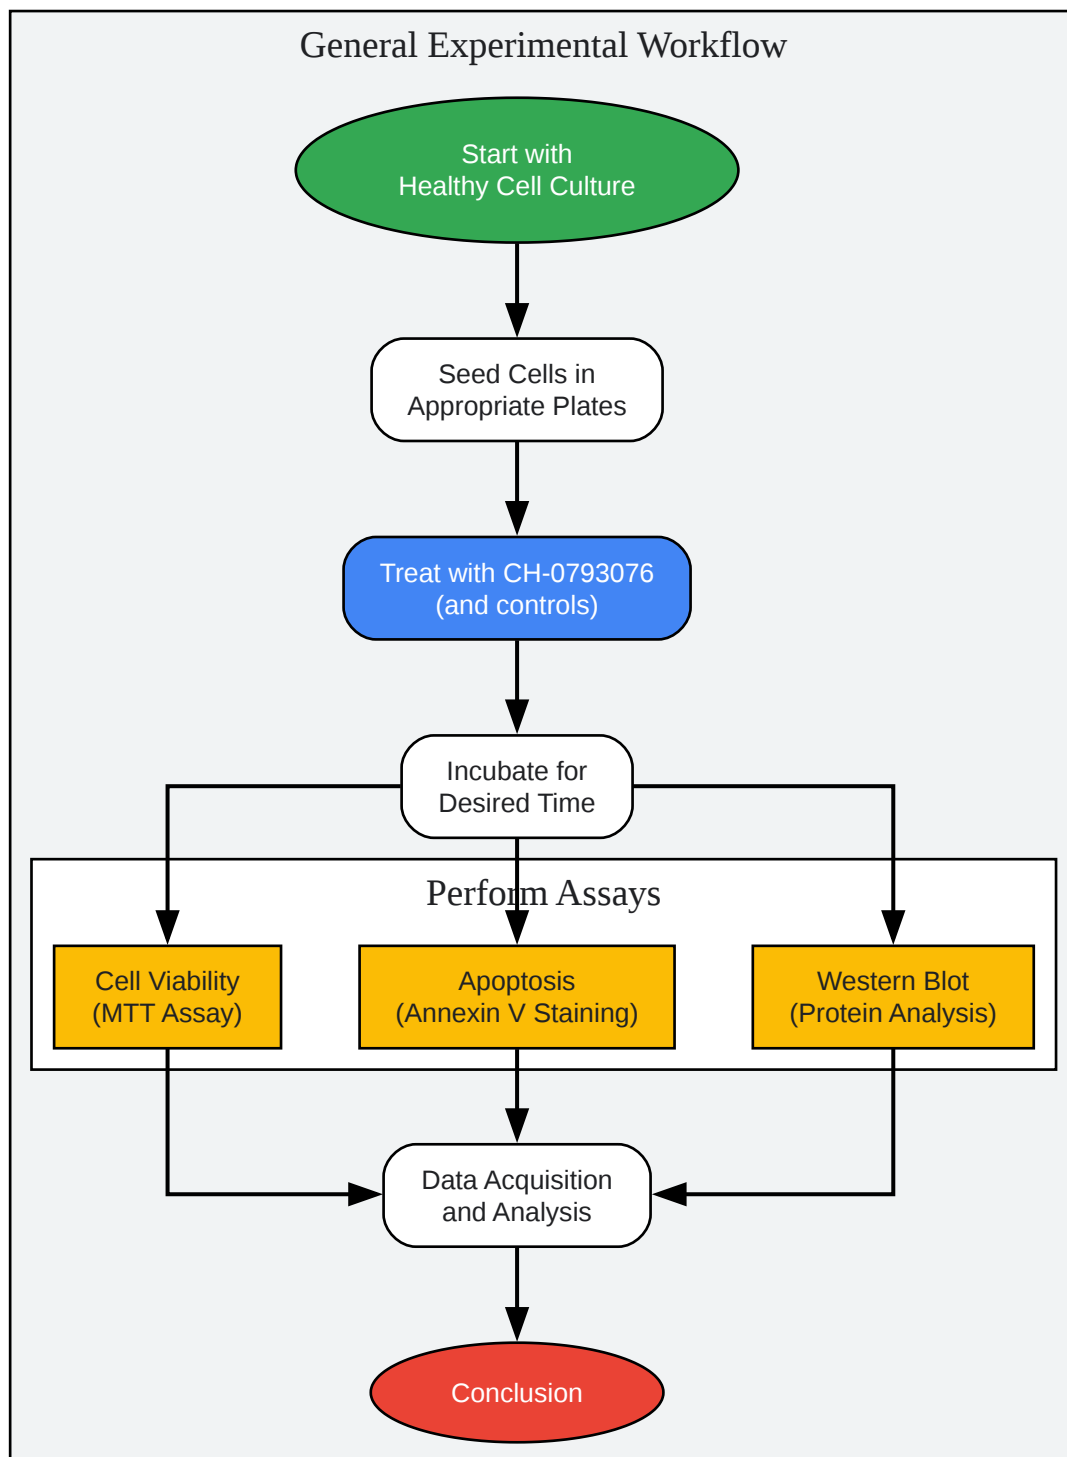 General Experimental Workflow
Start with
Healthy Cell Culture
Seed Cells in
Appropriate Plates
Treat with CH-0793076
(and controls)
Incubate for
Desired Time
Perform Assays
Cell Viability
(MTT Assay)
Apoptosis
(Annexin V Staining)
Western Blot
(Protein Analysis)
Data Acquisition
and Analysis
Conclusion